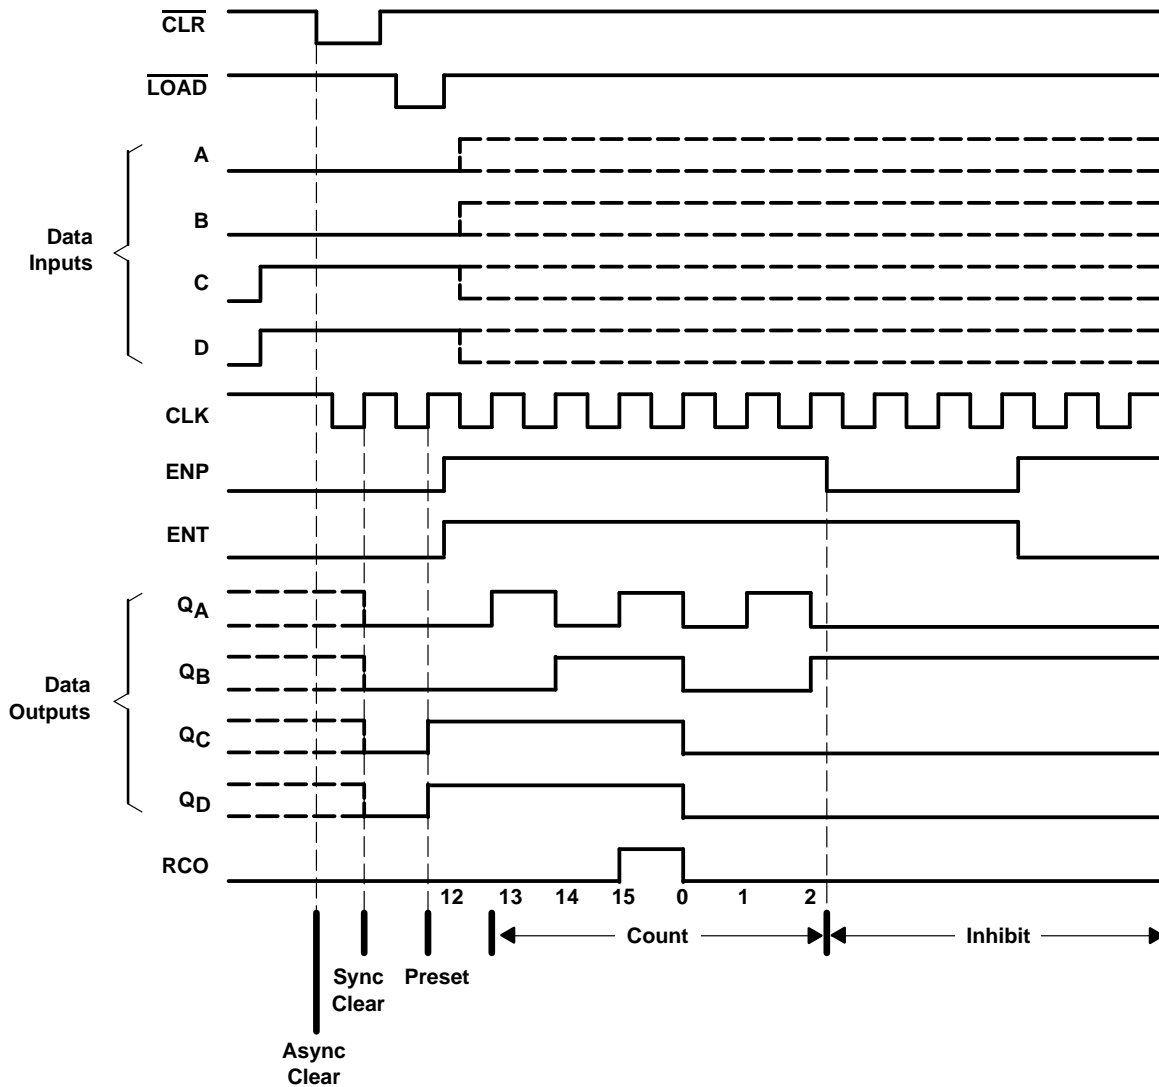 CLR
LOAD
A
B
Data
Inputs
C
D
CLK
ENP
ENT
QA
QB
Data
Outputs
QC
QD
RCO
12 13 14 15 0 1 2
Count Inhibit
Sync Preset
Clear
Async
Clear